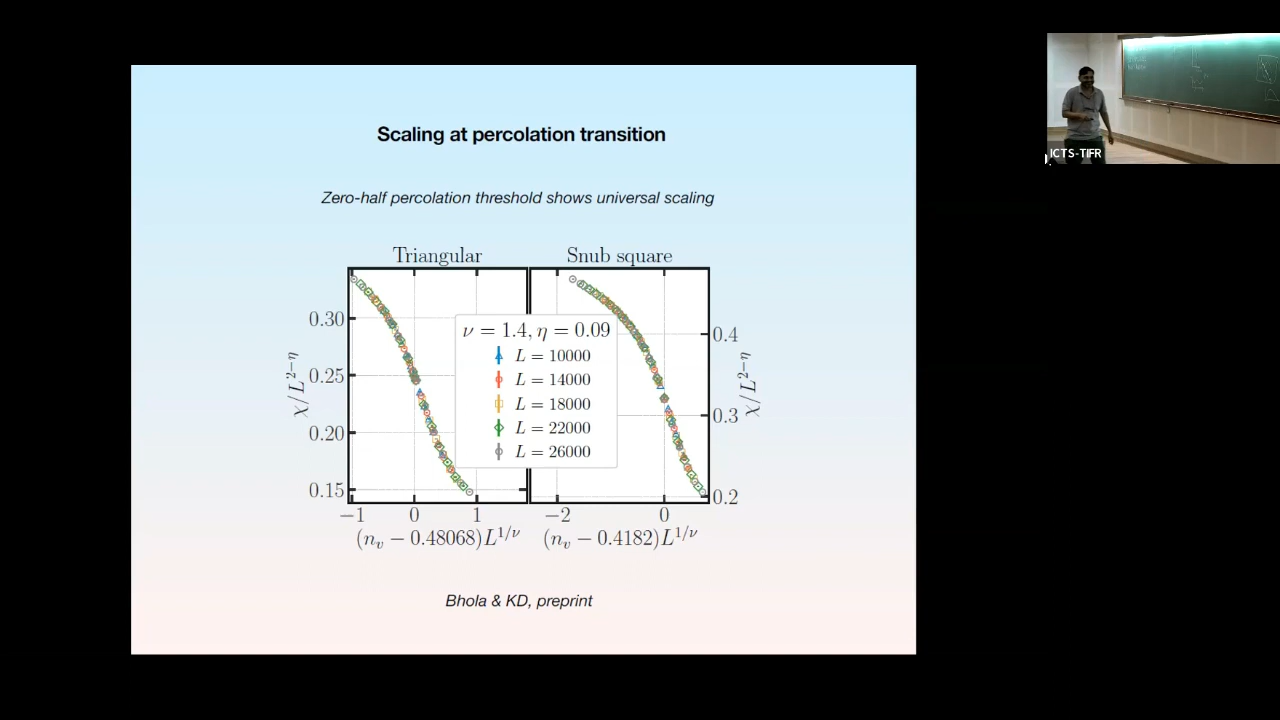 Scaling at percolation transition
Zero-half percolation threshold shows universal scaling
Triangular
Snub square
0.30
0.25
0.20
0.15
χ/L^{2−η}
−1 0 1
(n_v − 0.48068)L^{1/ν}
ν = 1.4, η = 0.09
L = 10000
L = 14000
L = 18000
L = 22000
L = 26000
0.4
0.3
0.2
χ/L^{2−η}
−2 0
(n_v − 0.4182)L^{1/ν}
Bhola & KD, preprint
ICTS-TIFR